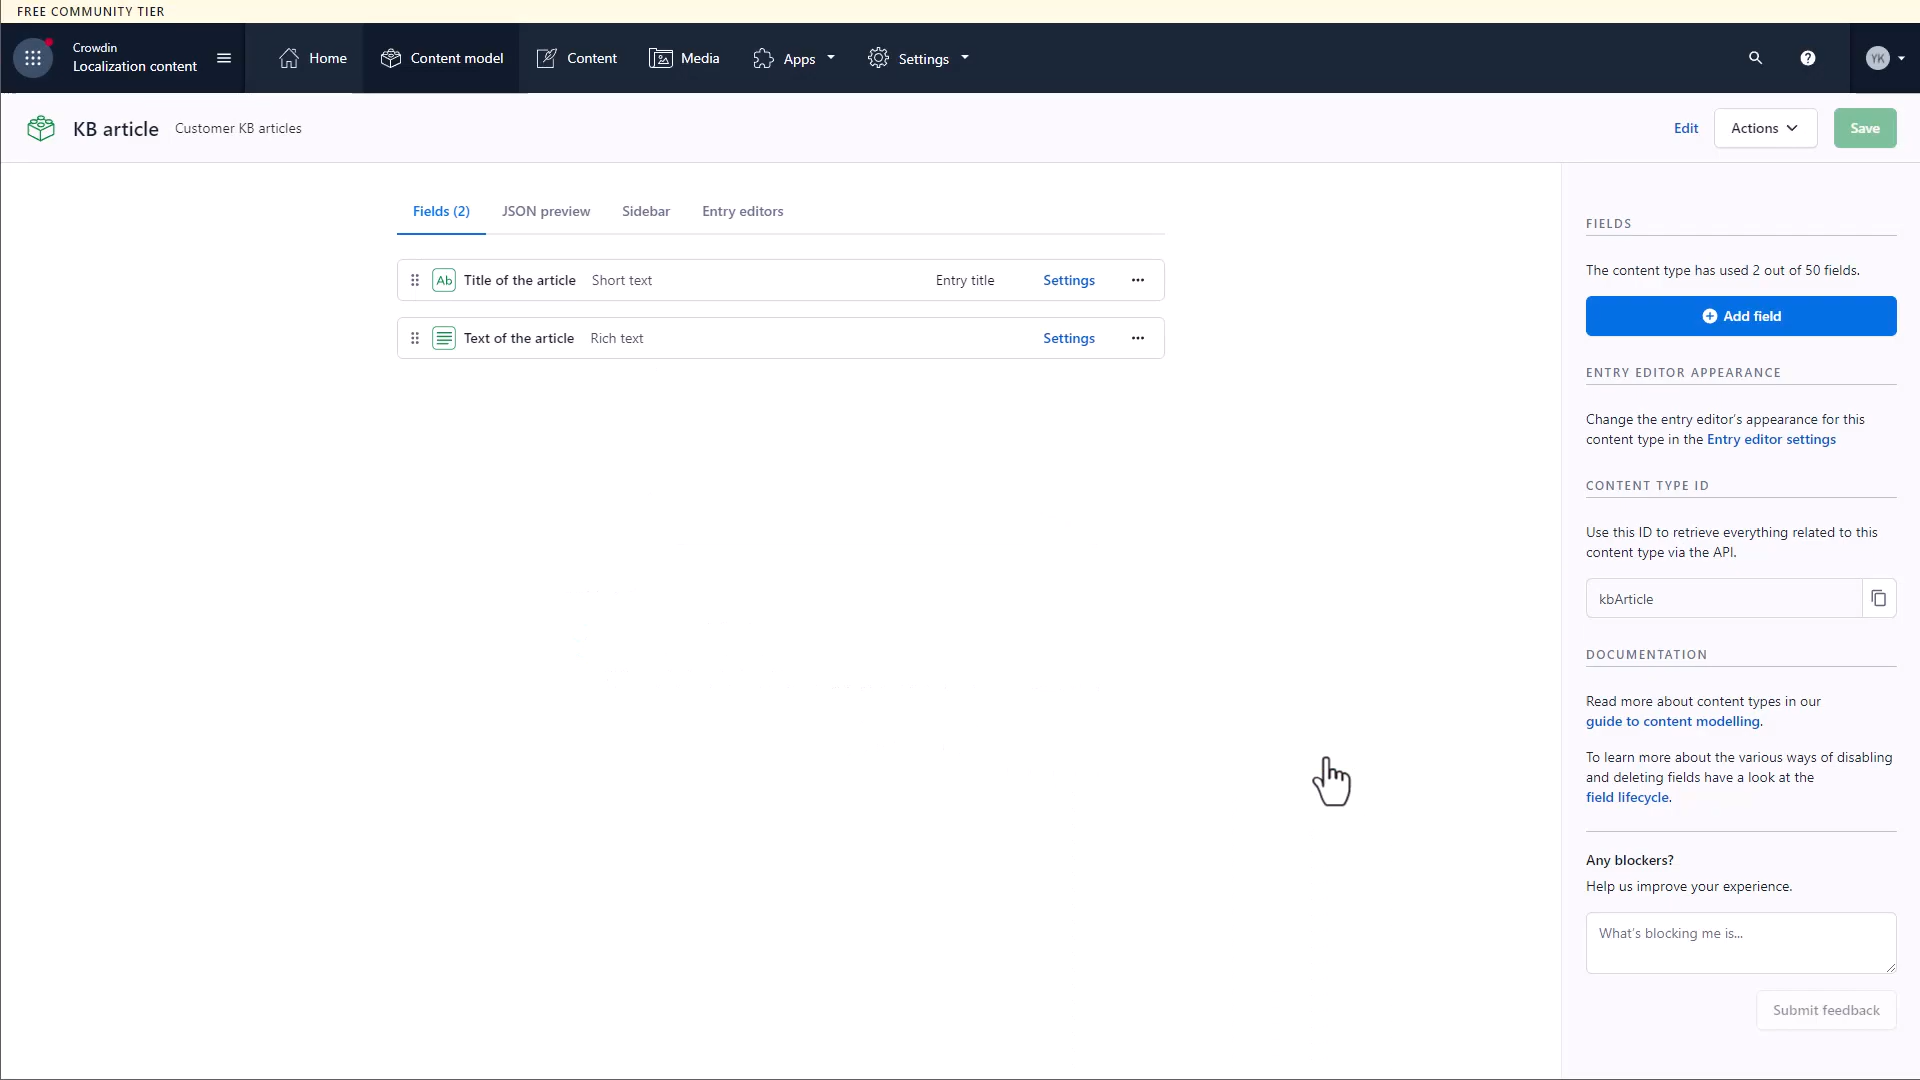 FREE COMMUNITY TIER
Crowdin
Localization content
Home
Content model
Content
Media
Apps
Settings
YK
KB article
Customer KB articles
Edit
Actions
Save
Fields (2)
JSON preview
Sidebar
Entry editors
Ab Title of the article Short text Entry title Settings
Text of the article Rich text Settings
FIELDS
The content type has used 2 out of 50 fields.
Add field
ENTRY EDITOR APPEARANCE
Change the entry editor's appearance for this
content type in the Entry editor settings
CONTENT TYPE ID
Use this ID to retrieve everything related to this
content type via the API.
kbArticle
DOCUMENTATION
Read more about content types in our
guide to content modelling.
To learn more about the various ways of disabling
and deleting fields have a look at the
field lifecycle.
Any blockers?
Help us improve your experience.
What's blocking me is...
Submit feedback